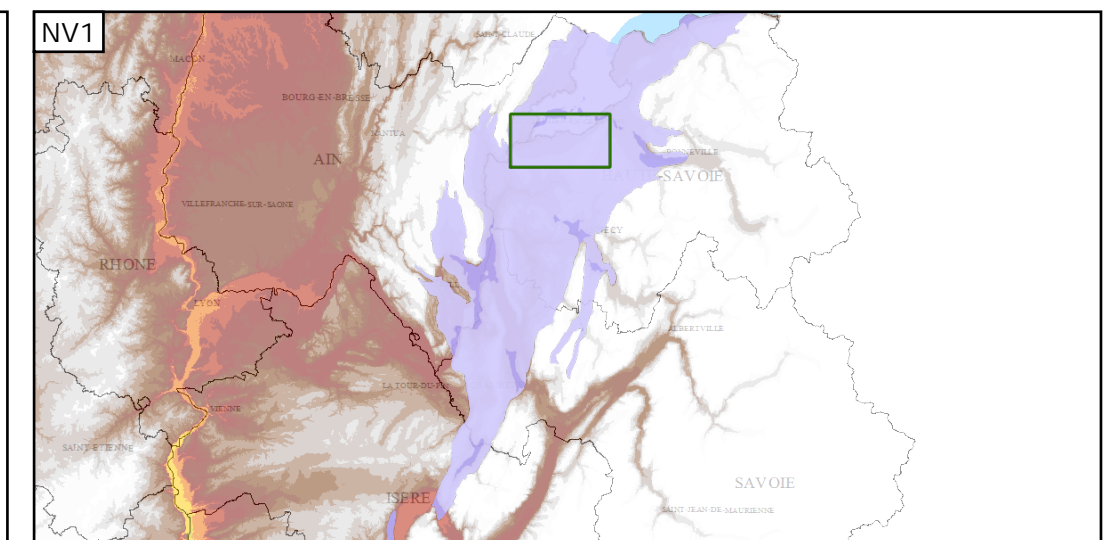 NV1
SAINT-CLAUDE
MACON
BOURG-EN-BRESSE
NANTUA
AIN
BONNEVILLE
-SAVOIE
VILLEFRANCHE-SUR-SAONE
ECY
RHONE
LYON
ALBERTVILLE
LA TOUR-DU-PIN
VIENNE
SAINT-ETIENNE
SAVOIE
ISERE
SAINT-JEAN-DE-MAURIENNE